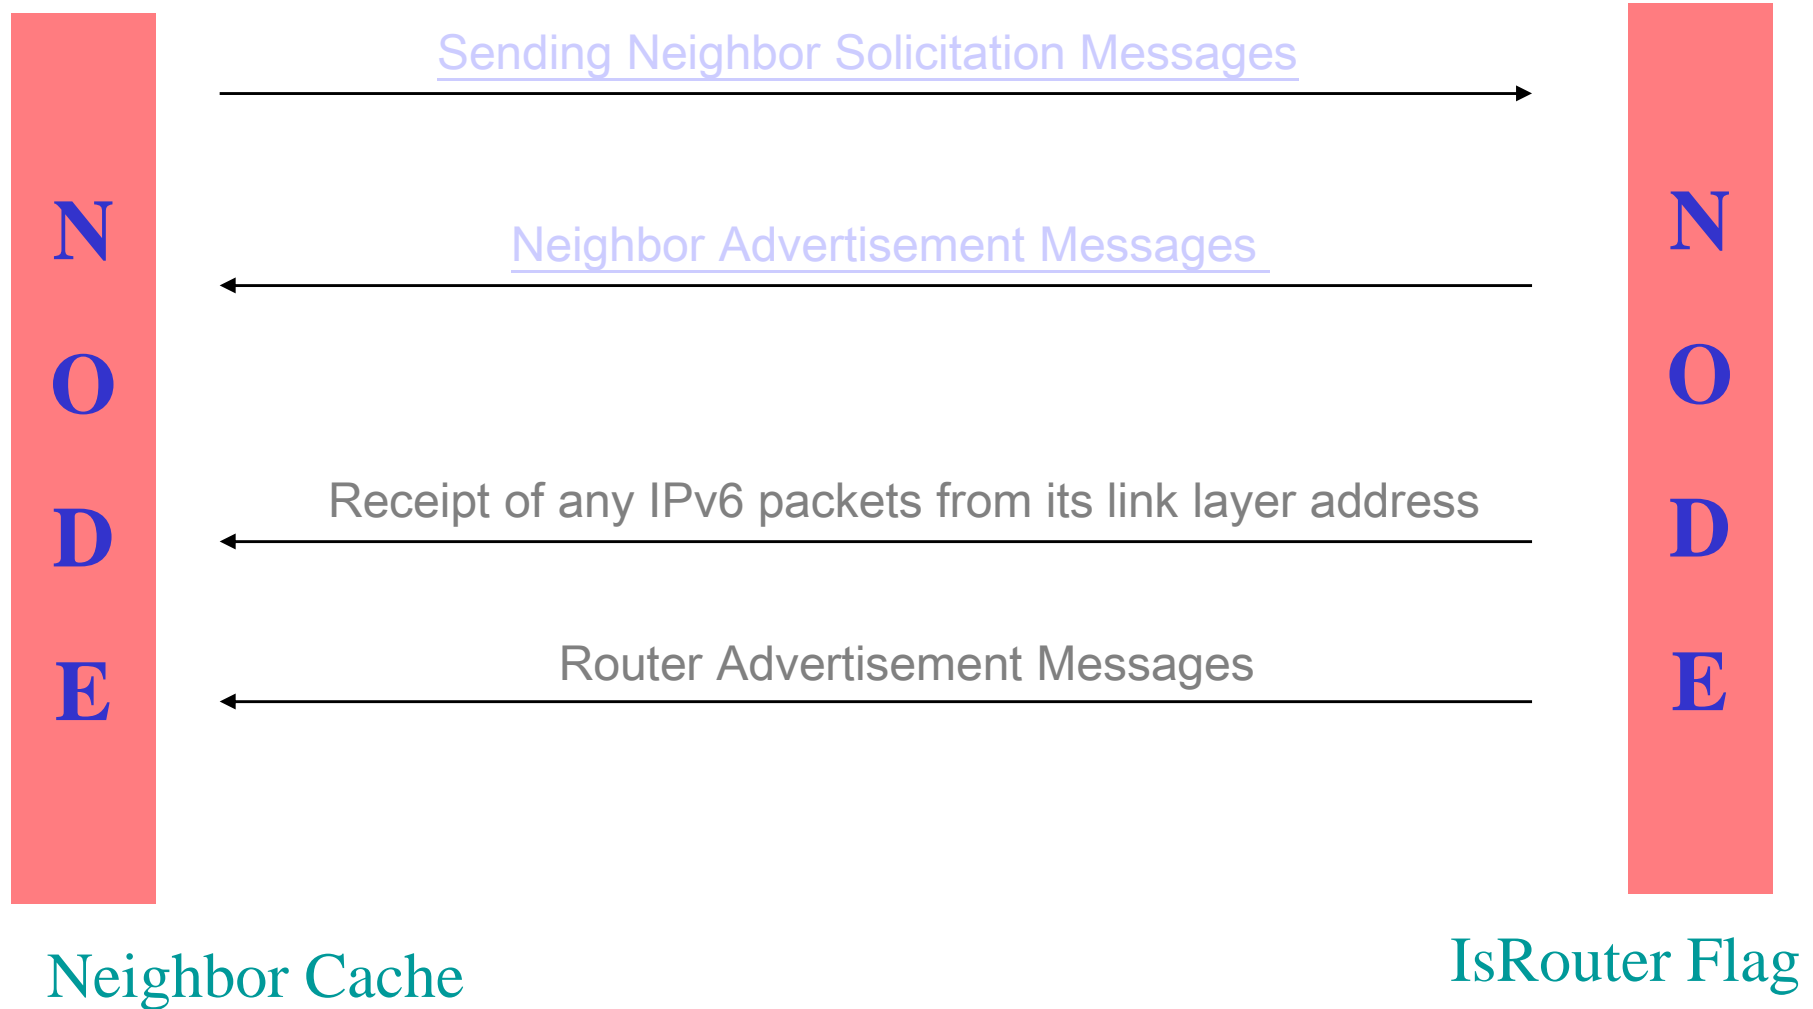 Sending Neighbor Solicitation Messages
Neighbor Advertisement Messages
Receipt of any IPv6 packets from its link layer address
Router Advertisement Messages
N
O
D
E
N
O
D
E
Neighbor Cache
IsRouter Flag